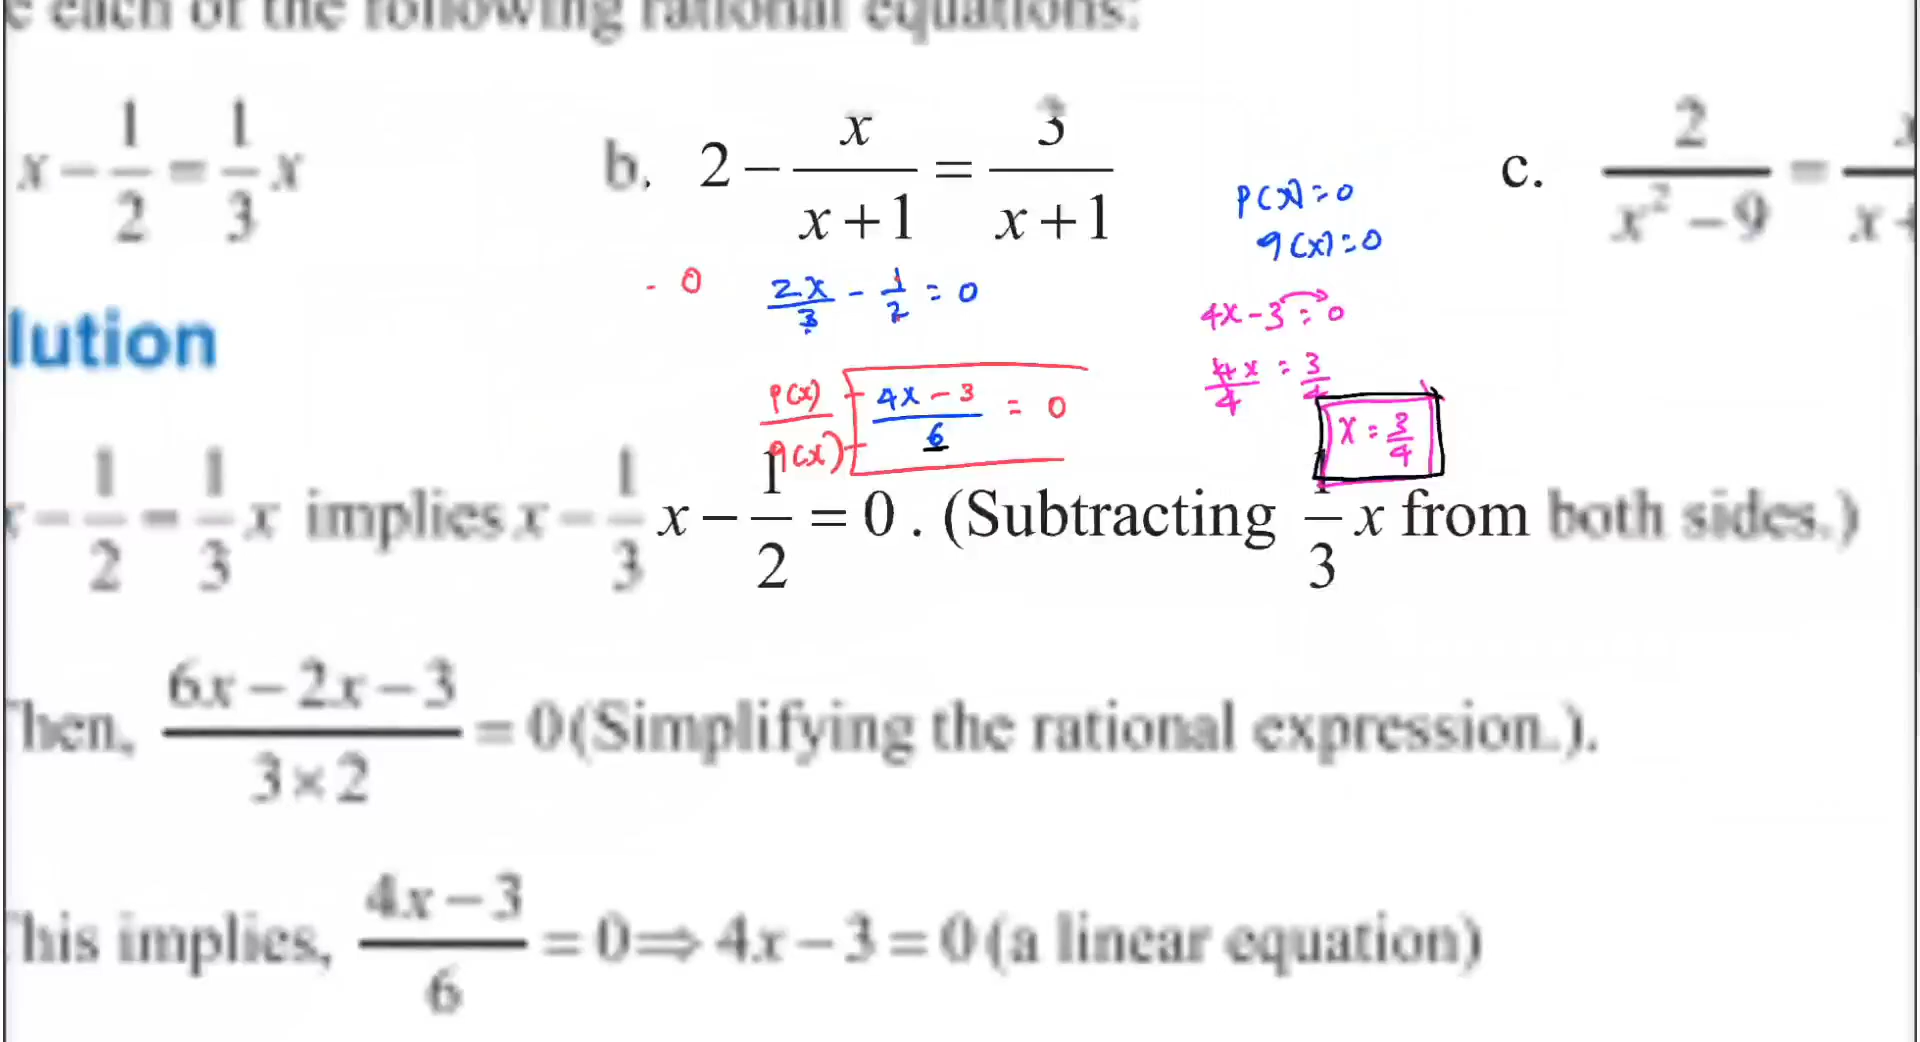 e each of the following rational equations:
x - 1/2 = 1/3 x    b. 2 - x/(x+1) = 3/(x+1)    c. 2/(x² - 9) = x/(x+
P(x) = 0
q(x) = 0
- 0    2x/3 - 1/2 = 0
4x - 3 = 0
lution
4x/4 = 3/4
P(x)/q(x) = (4x - 3)/6 = 0
x = 3/4
x - 1/2 = 1/3 x implies x - 1/3 x - 1/2 = 0 . (Subtracting 1/3 x from both sides.)
hen, (6x - 2x - 3)/(3×2) = 0 (Simplifying the rational expression.).
his implies, (4x - 3)/6 = 0 ⇒ 4x - 3 = 0 (a linear equation)